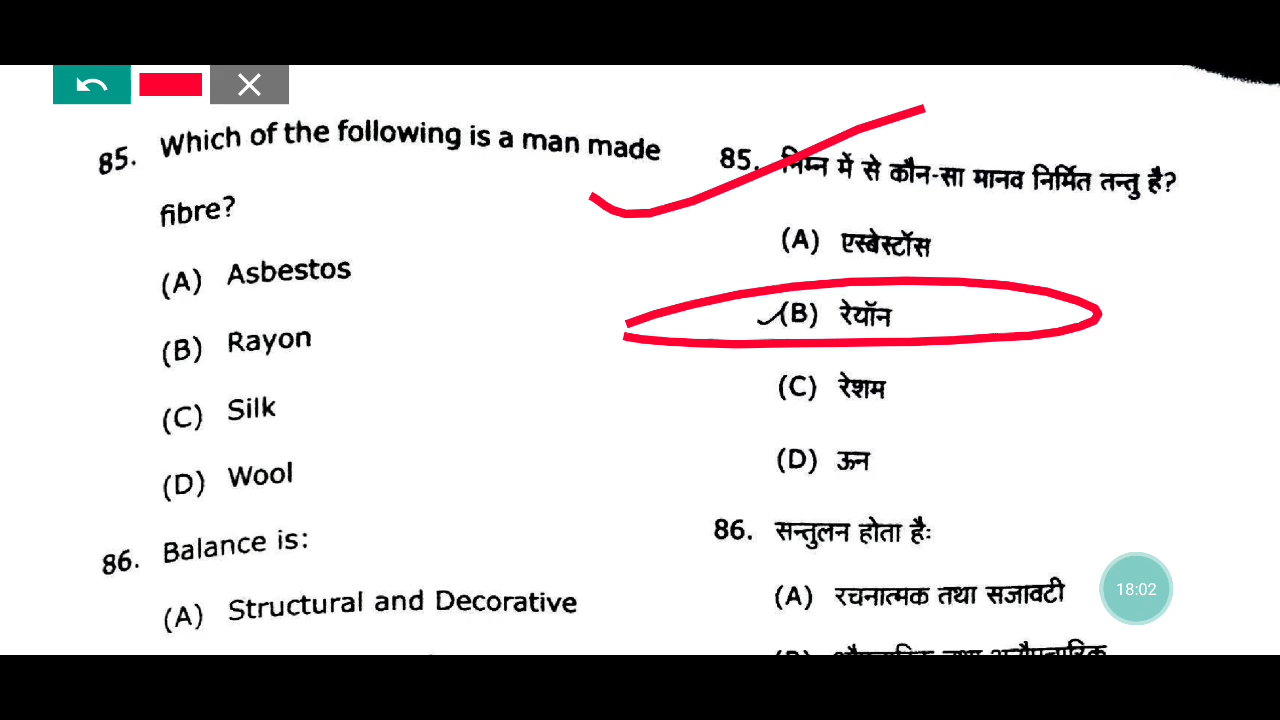 85. Which of the following is a man made
fibre?
(A) Asbestos
(B) Rayon
(C) Silk
(D) Wool
86. Balance is:
(A) Structural and Decorative
85. निम्न में से कौन-सा मानव निर्मित तन्तु है?
(A) एस्बेस्टॉस
(B) रेयॉन
(C) रेशम
(D) ऊन
86. सन्तुलन होता हैः
(A) रचनात्मक तथा सजावटी
18:02